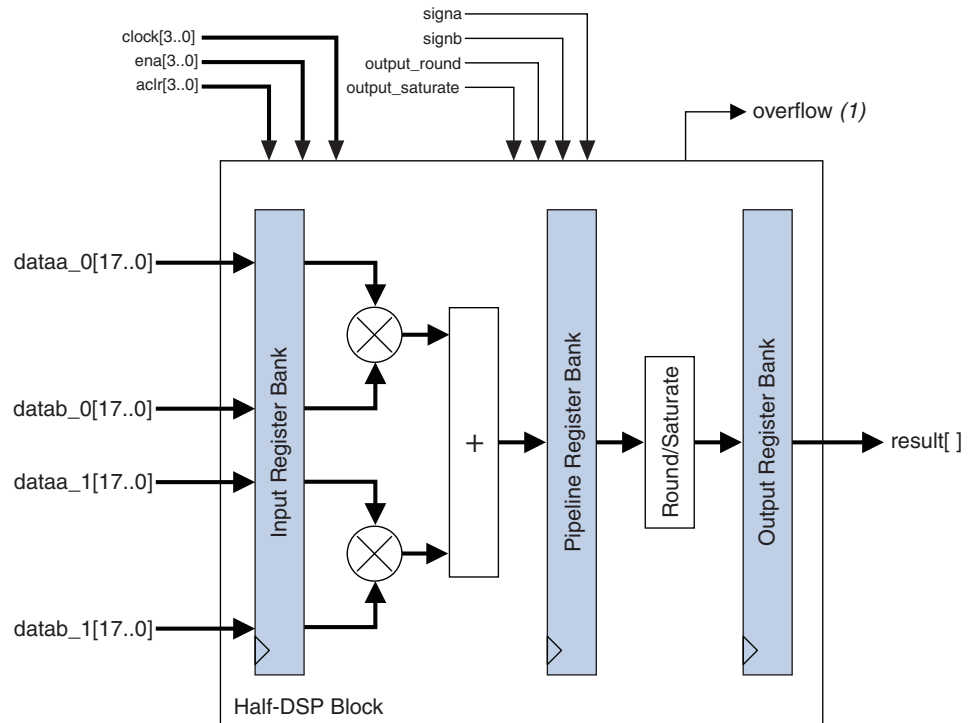 signa
clock[3..0]
signb
ena[3..0]
output_round
aclr[3..0]
output_saturate
overflow (1)
dataa_0[17..0]
datab_0[17..0]
dataa_1[17..0]
datab_1[17..0]
Input Register Bank
+
Pipeline Register Bank
Round/Saturate
Output Register Bank
result[ ]
Half-DSP Block